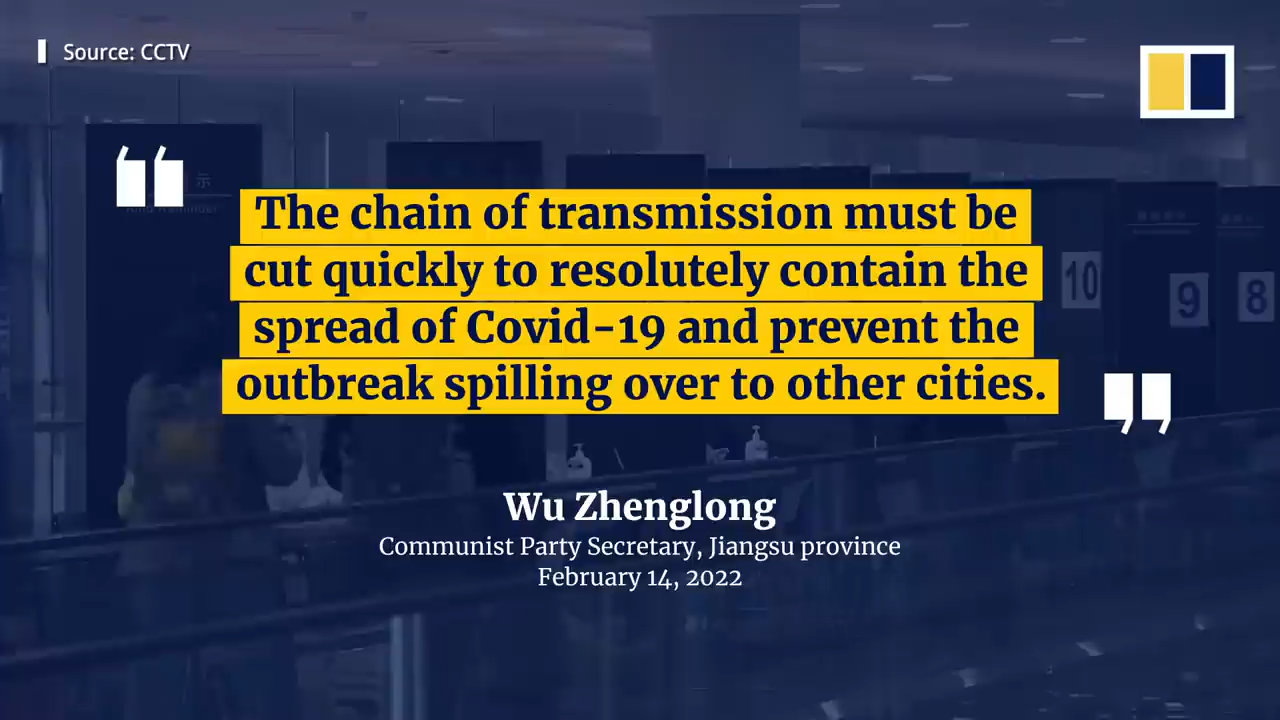 Source: CCTV
“
The chain of transmission must be
cut quickly to resolutely contain the
spread of Covid-19 and prevent the
outbreak spilling over to other cities.
”
Wu Zhenglong
Communist Party Secretary, Jiangsu province
February 14, 2022
10
9
8